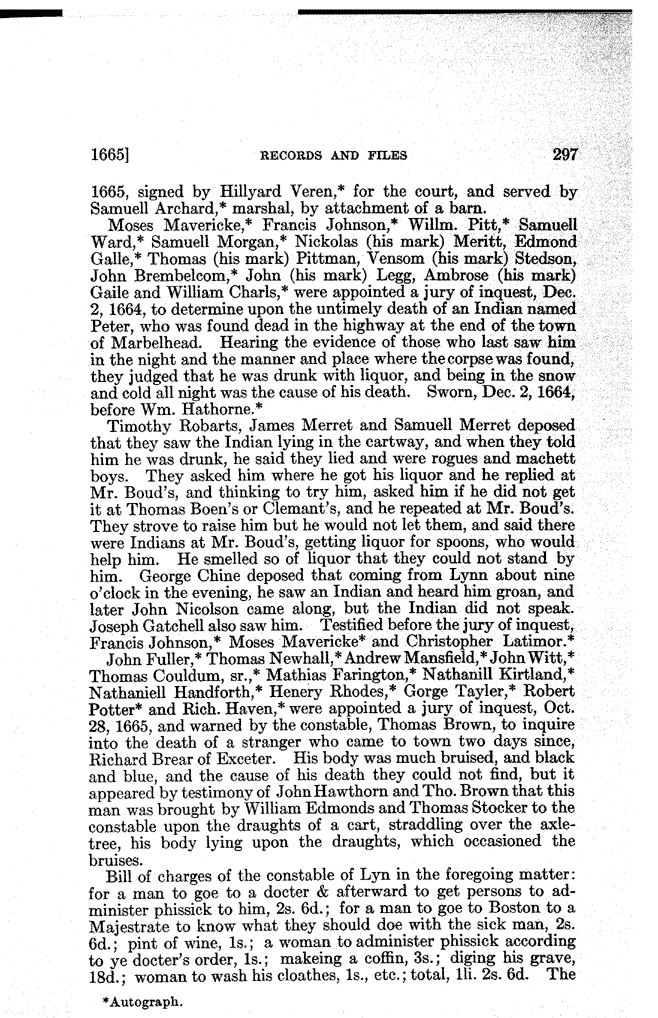 1665] RECORDS AND FILES 297
1665, signed by Hillyard Veren,* for the court, and served by
Samuell Archard,* marshal, by attachment of a barn.
Moses Mavericke,* Francis Johnson,* Willm. Pitt,* Samuell
Ward,* Samuell Morgan,* Nickolas (his mark) Meritt, Edmond
Galle,* Thomas (his mark) Pittman, Vensom (his mark) Stedson,
John Brembelcom,* John (his mark) Legg, Ambrose (his mark)
Gaile and William Charls,* were appointed a jury of inquest, Dec.
2, 1664, to determine upon the untimely death of an Indian named
Peter, who was found dead in the highway at the end of the town
of Marbelhead. Hearing the evidence of those who last saw him
in the night and the manner and place where the corpse was found,
they judged that he was drunk with liquor, and being in the snow
and cold all night was the cause of his death. Sworn, Dec. 2, 1664,
before Wm. Hathorne.*
Timothy Robarts, James Merret and Samuell Merret deposed
that they saw the Indian lying in the cartway, and when they told
him he was drunk, he said they lied and were rogues and machett
boys. They asked him where he got his liquor and he replied at
Mr. Boud's, and thinking to try him, asked him if he did not get
it at Thomas Boen's or Clemant's, and he repeated at Mr. Boud's.
They strove to raise him but he would not let them, and said there
were Indians at Mr. Boud's, getting liquor for spoons, who would
help him. He smelled so of liquor that they could not stand by
him. George Chine deposed that coming from Lynn about nine
o'clock in the evening, he saw an Indian and heard him groan, and
later John Nicolson came along, but the Indian did not speak.
Joseph Gatchell also saw him. Testified before the jury of inquest,
Francis Johnson,* Moses Mavericke* and Christopher Latimor.*
John Fuller,* Thomas Newhall,* Andrew Mansfield,* John Witt,*
Thomas Couldum, sr.,* Mathias Farington,* Nathanill Kirtland,*
Nathaniell Handforth,* Henery Rhodes,* Gorge Tayler,* Robert
Potter* and Rich. Haven,* were appointed a jury of inquest, Oct.
28, 1665, and warned by the constable, Thomas Brown, to inquire
into the death of a stranger who came to town two days since,
Richard Brear of Exceter. His body was much bruised, and black
and blue, and the cause of his death they could not find, but it
appeared by testimony of John Hawthorn and Tho. Brown that this
man was brought by William Edmonds and Thomas Stocker to the
constable upon the draughts of a cart, straddling over the axle-
tree, his body lying upon the draughts, which occasioned the
bruises.
Bill of charges of the constable of Lyn in the foregoing matter:
for a man to goe to a docter & afterward to get persons to ad-
minister phissick to him, 2s. 6d.; for a man to goe to Boston to a
Majestrate to know what they should doe with the sick man, 2s.
6d.; pint of wine, 1s.; a woman to administer phissick according
to ye docter's order, 1s.; makeing a coffin, 3s.; diging his grave,
18d.; woman to wash his cloathes, 1s., etc.; total, 1li. 2s. 6d. The
*Autograph.